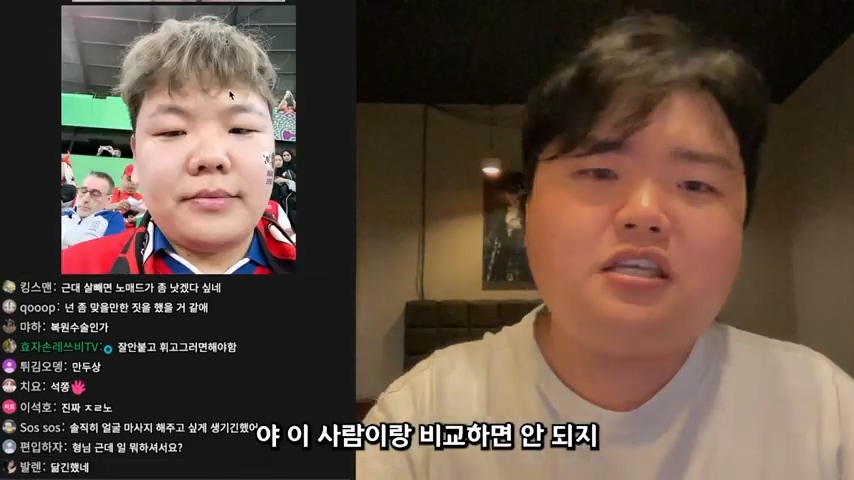 킹스맨: 근대 살빼면 노매드가 좀 낫겠다 싶네
qooop: 넌 좀 맞을만한 짓을 했을 거 같애
먀하: 복원수술인가
효자손레쓰비TV: 잘안붙고 휘고그러면해야함
튀김오뎅: 만두상
치요: 석쫑
이석호: 진짜 ㅈㄹ노
Sos sos: 솔직히 얼굴 마사지 해주고 싶게 생기긴했어
편입하자: 형님 근데 일 뭐하셔서요?
발렌: 닮긴했네
야 이 사람이랑 비교하면 안 되지